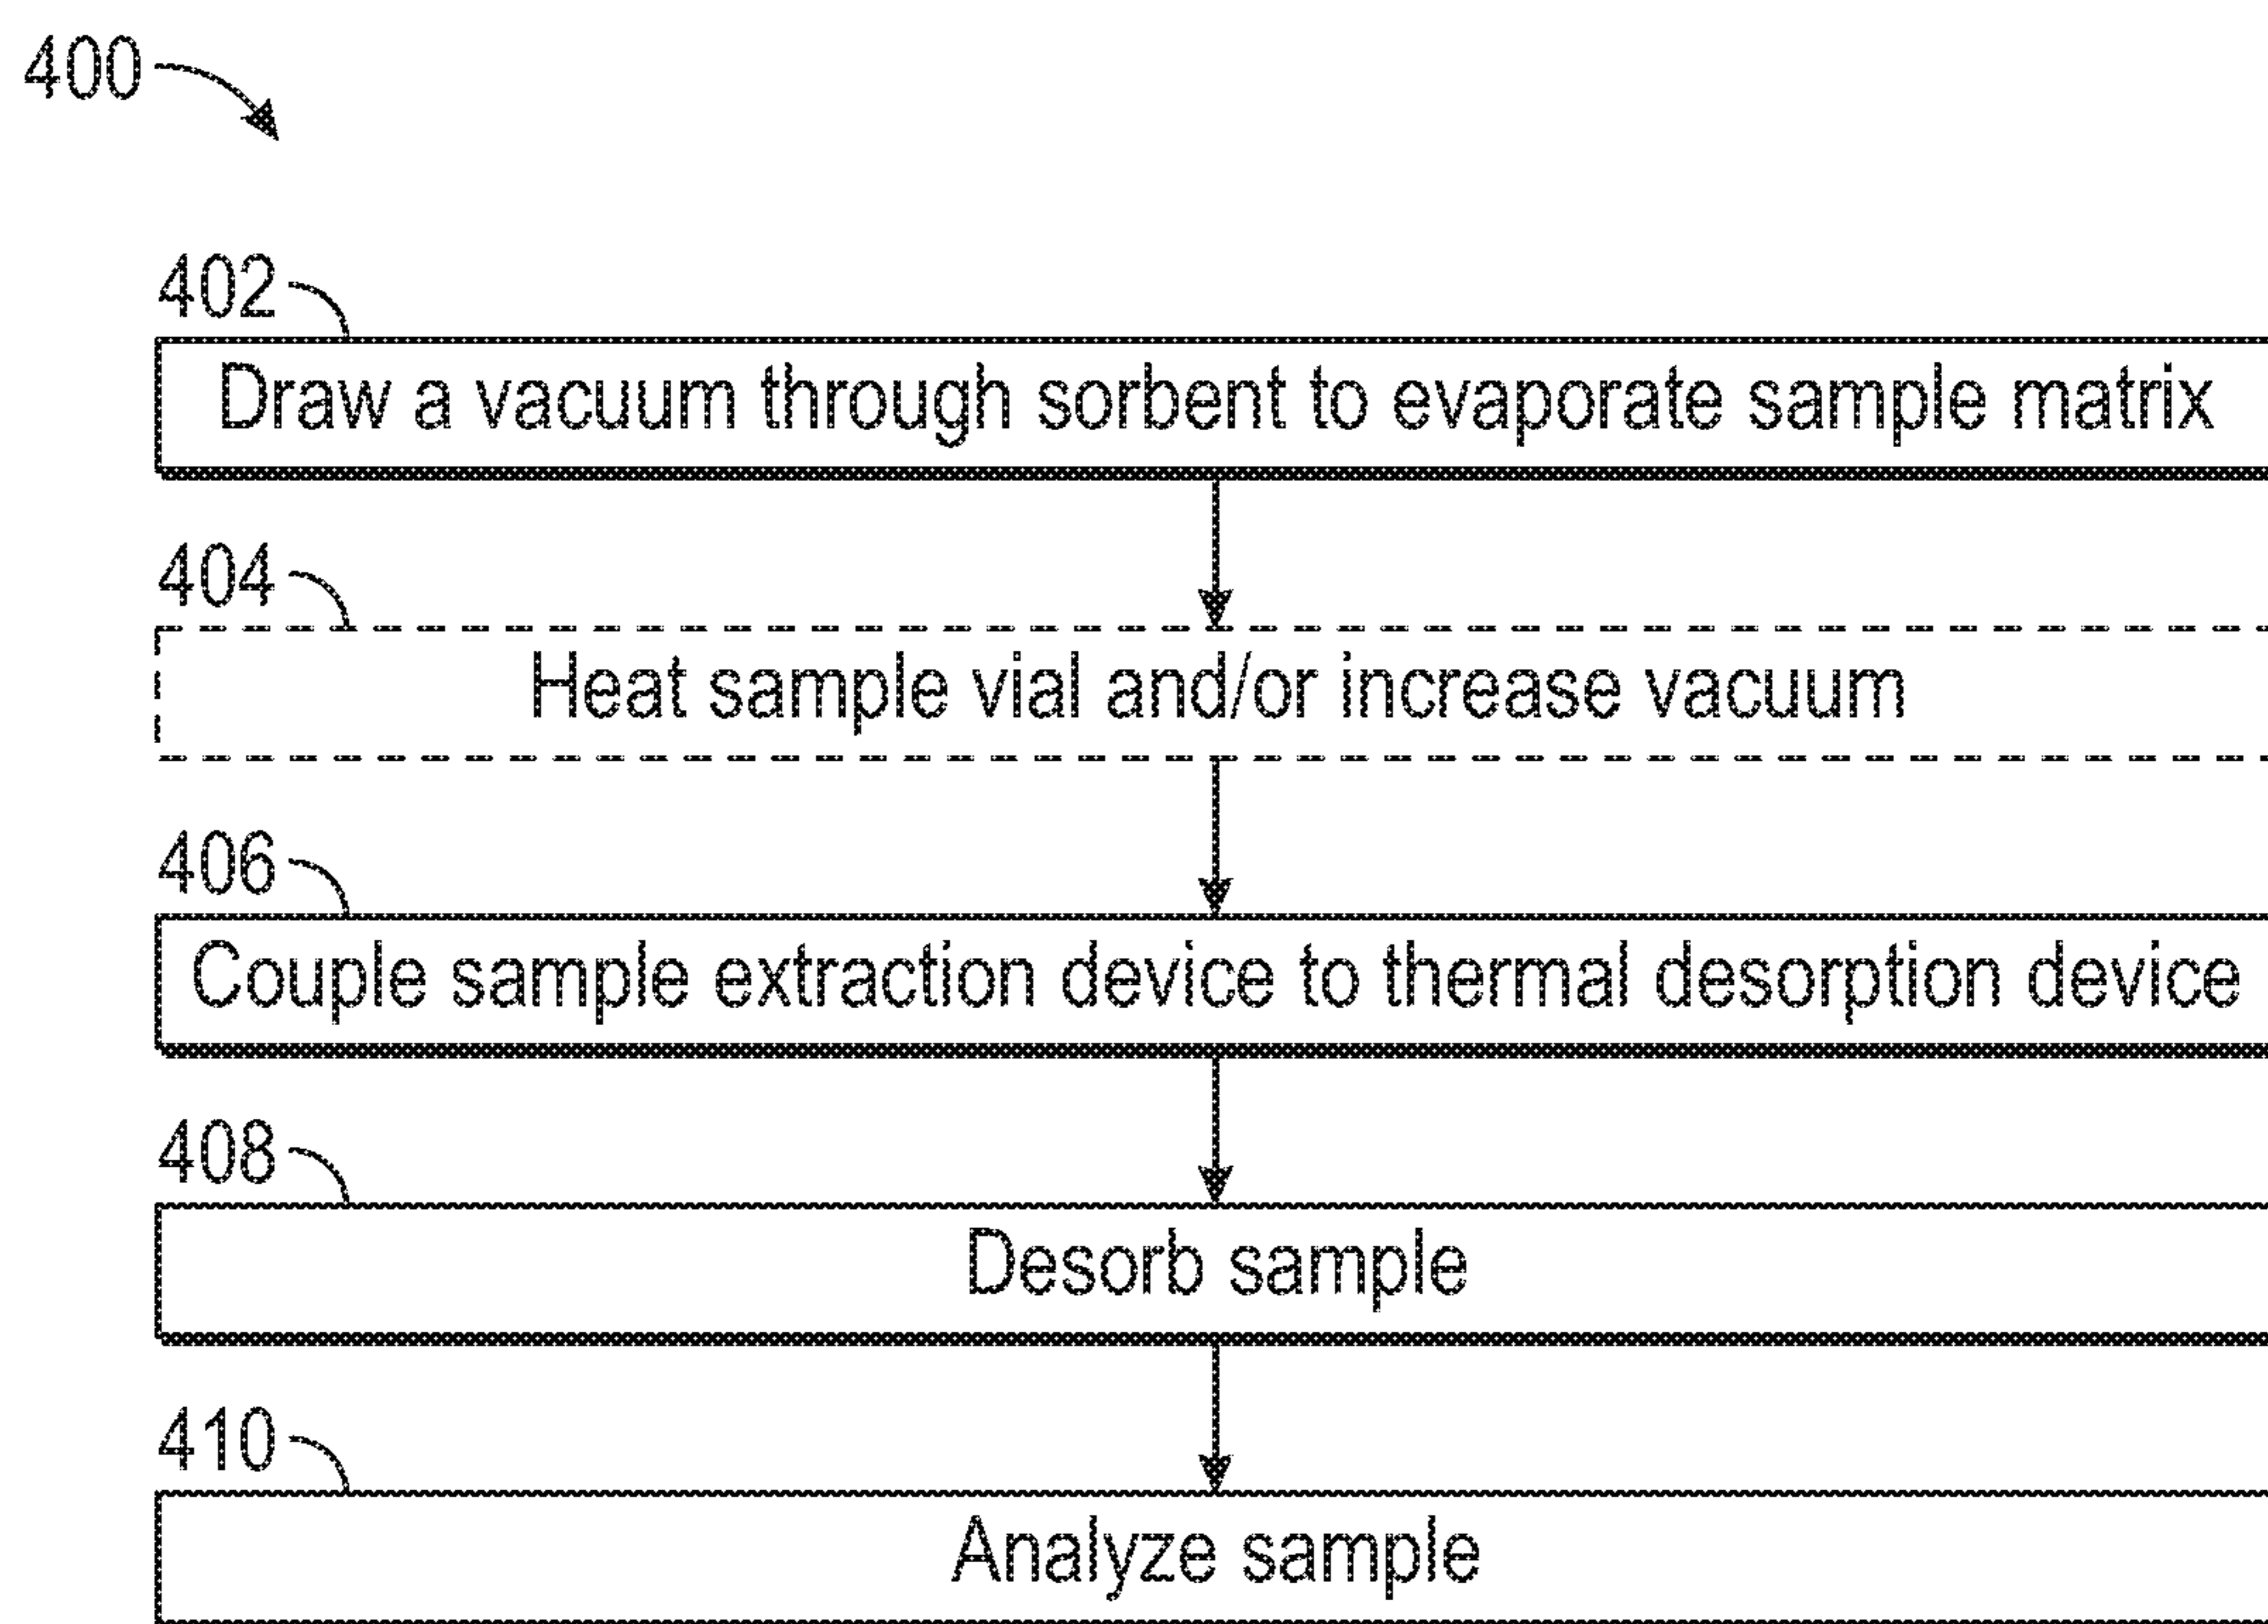 400
402
Draw a vacuum through sorbent to evaporate sample matrix
404
Heat sample vial and/or increase vacuum
406
Couple sample extraction device to thermal desorption device
408
Desorb sample
410
Analyze sample